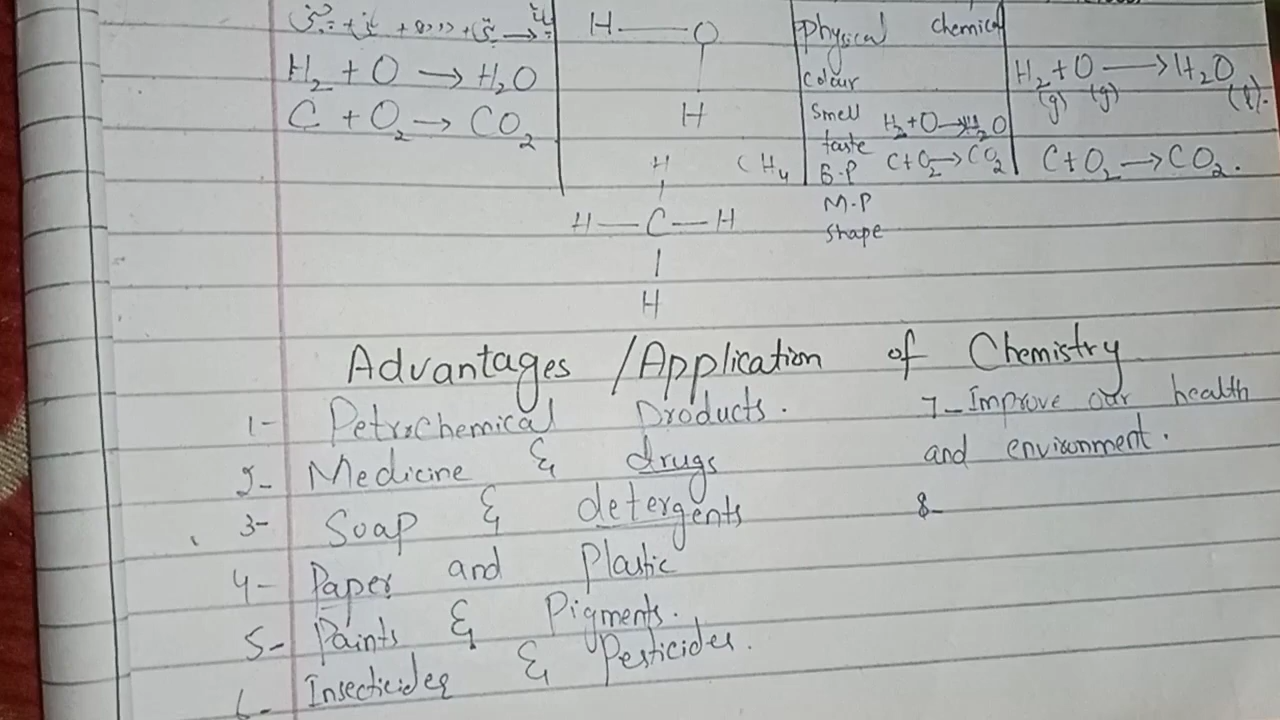 H₂ + O → H₂O
C + O₂ → CO₂
H — O
H
H
CH₄
H — C — H
H
Physical chemical
Colour
Smell H₂+O→H₂O
taste
B.P C+O₂→CO₂
M.P
Shape
H₂+O → H₂O
(g) (g) (l).
C+O₂ → CO₂.
Advantages /Application of Chemistry
1- Petrochemical Products.
2- Medicine & drugs
3- Soap & detergents
4- Paper and Plastic
5- Paints & Pigments.
6- Insecticides & Pesticides.
7- Improve our health
and environment.
8-